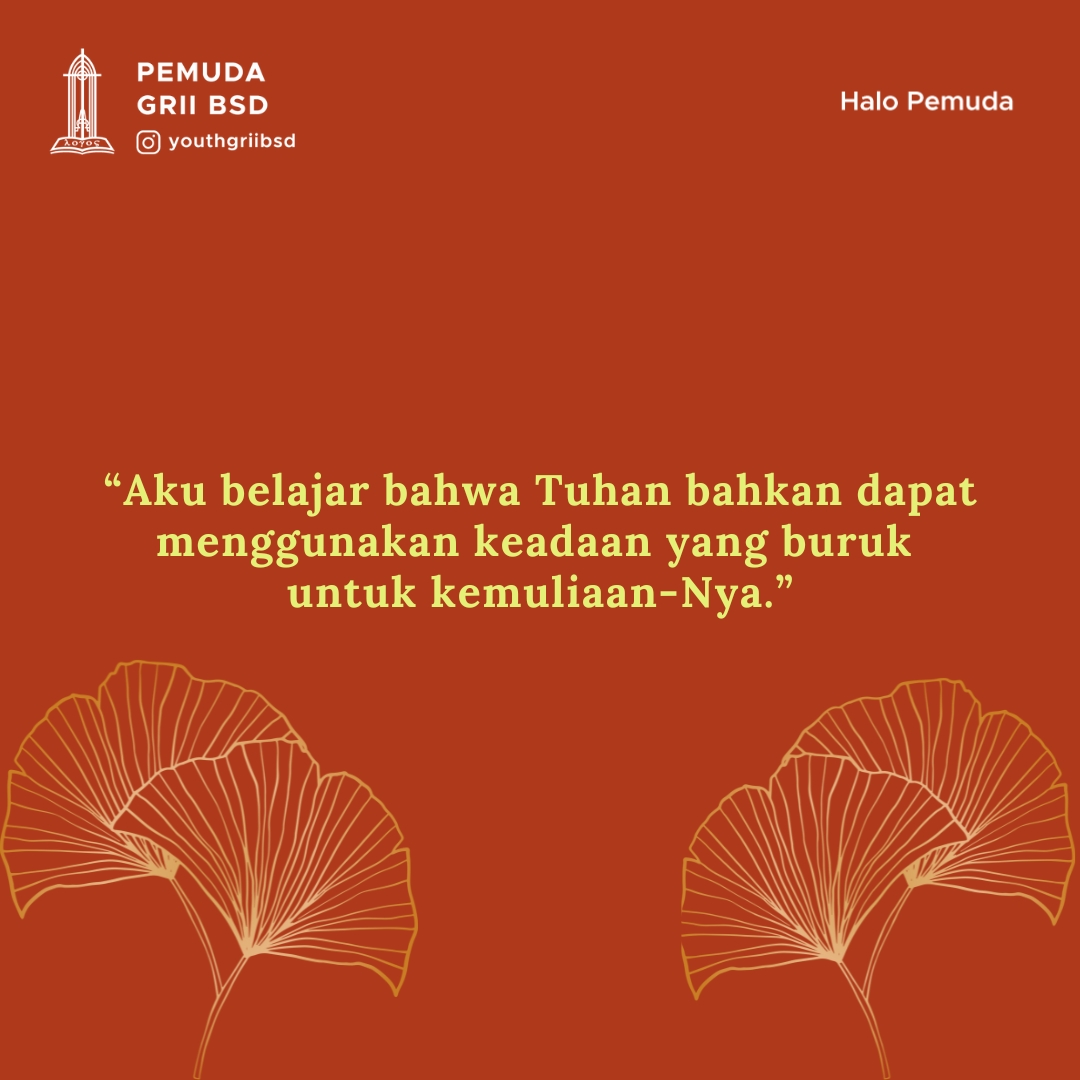 PEMUDA
GRII BSD
youthgriibsd
λογος
Halo Pemuda
“Aku belajar bahwa Tuhan bahkan dapat
menggunakan keadaan yang buruk
untuk kemuliaan-Nya.”